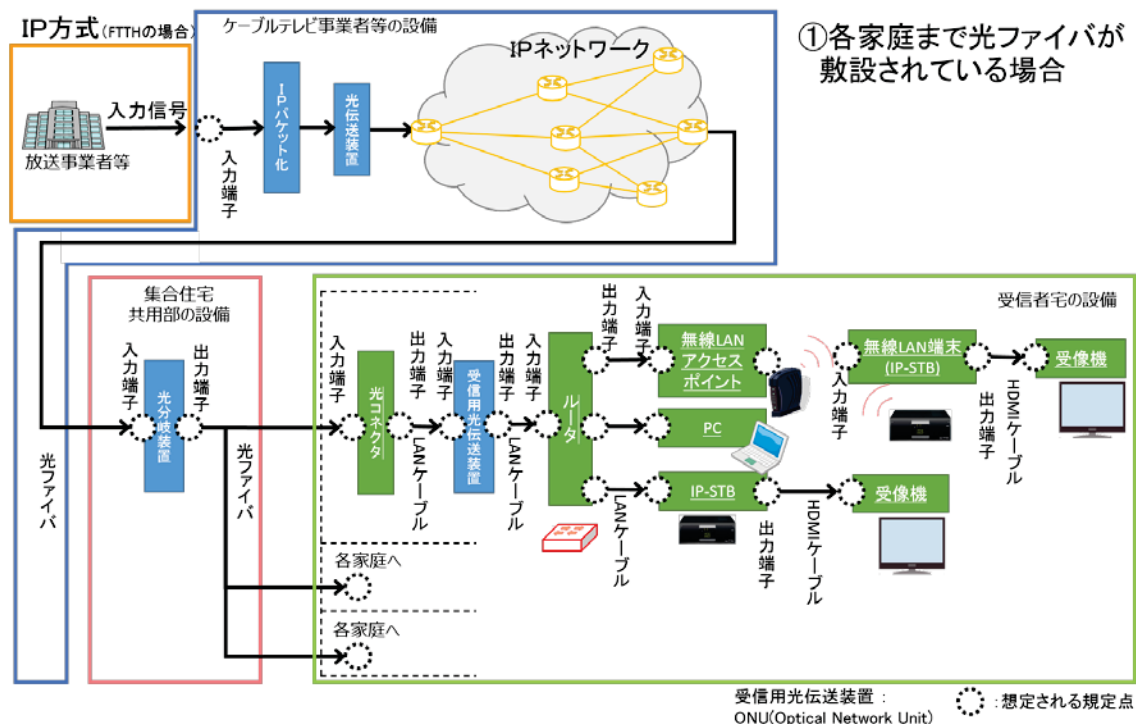 IP方式(FTTHの場合)
ケーブルテレビ事業者等の設備
IPネットワーク
①各家庭まで光ファイバが
敷設されている場合
入力信号
放送事業者等
入力端子
IPパケット化
光伝送装置
集合住宅
共用部の設備
受信者宅の設備
光ファイバ
入力端子
光分岐装置
出力端子
光ファイバ
入力端子
光コネクタ
出力端子
LANケーブル
入力端子
受信用光伝送装置
出力端子
LANケーブル
入力端子
ルータ
出力端子
入力端子
無線LAN
アクセス
ポイント
入力端子
無線LAN端末
(IP-STB)
出力端子
HDMIケーブル
受像機
PC
LANケーブル
IP-STB
出力端子
HDMIケーブル
受像機
各家庭へ
各家庭へ
受信用光伝送装置：
ONU(Optical Network Unit)
：想定される規定点